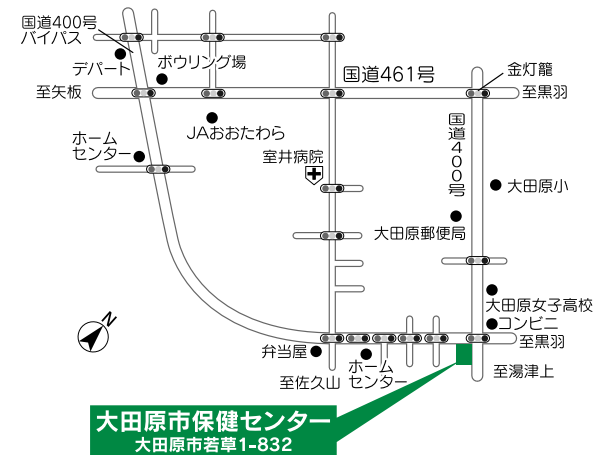 国道400号
バイパス
デパート
ボウリング場
国道461号
金灯籠
至矢板
至黒羽
JAおおたわら
国道400号
ホーム
センター
室井病院
大田原小
大田原郵便局
大田原女子高校
コンビニ
至黒羽
弁当屋
ホーム
センター
至佐久山
至湯津上
N
大田原市保健センター
大田原市若草1-832